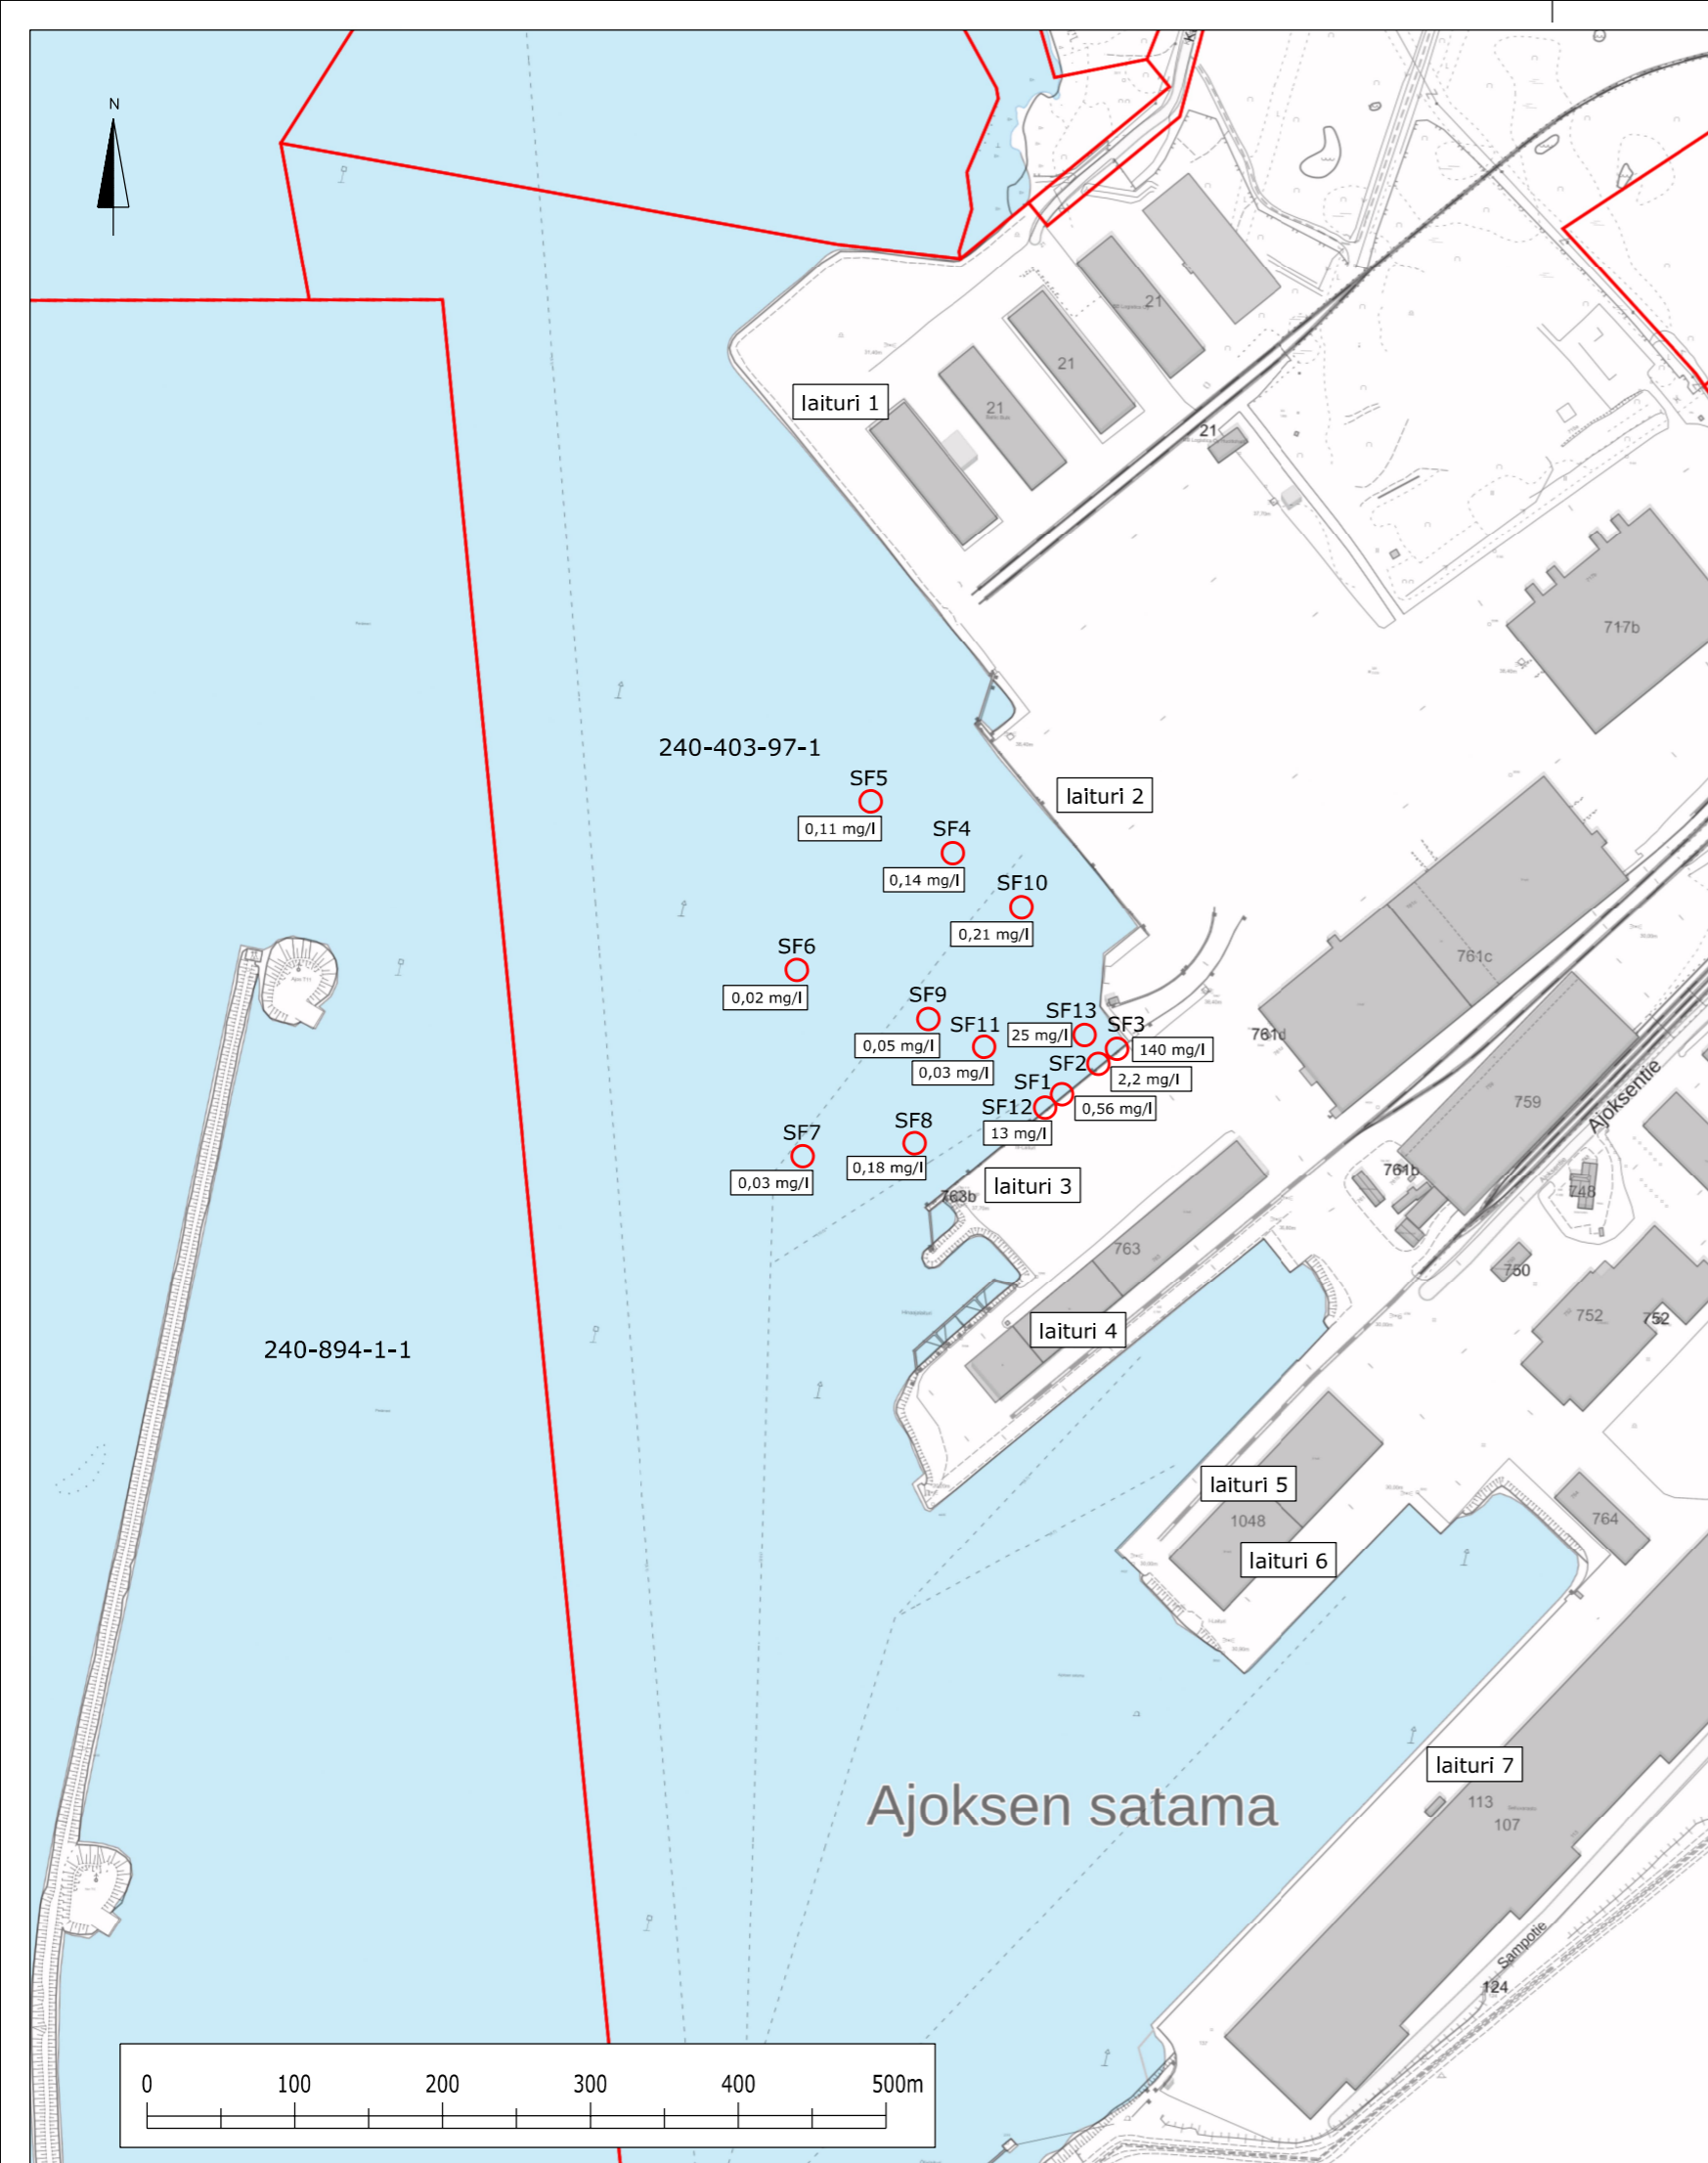 N
21
laituri 1
21
21
21
717b
240-403-97-1
SF5
0,11 mg/l
laituri 2
SF4
0,14 mg/l
SF10
0,21 mg/l
761c
SF6
0,02 mg/l
SF9
0,05 mg/l
SF11
0,03 mg/l
SF13
25 mg/l
SF3
140 mg/l
761d
SF2
2,2 mg/l
SF1
0,56 mg/l
SF12
13 mg/l
759
Ajoksentie
SF7
0,03 mg/l
SF8
0,18 mg/l
laituri 3
763b
761b
748
763
750
752
752
laituri 4
240-894-1-1
laituri 5
1048
764
laituri 6
laituri 7
113
107
Ajoksen satama
Sampotie
124
0 100 200 300 400 500m